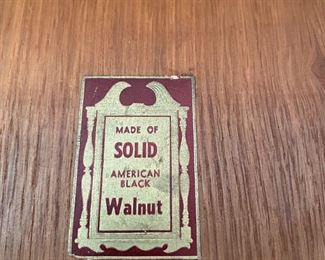 MADE OF
SOLID
AMERICAN
BLACK
Walnut